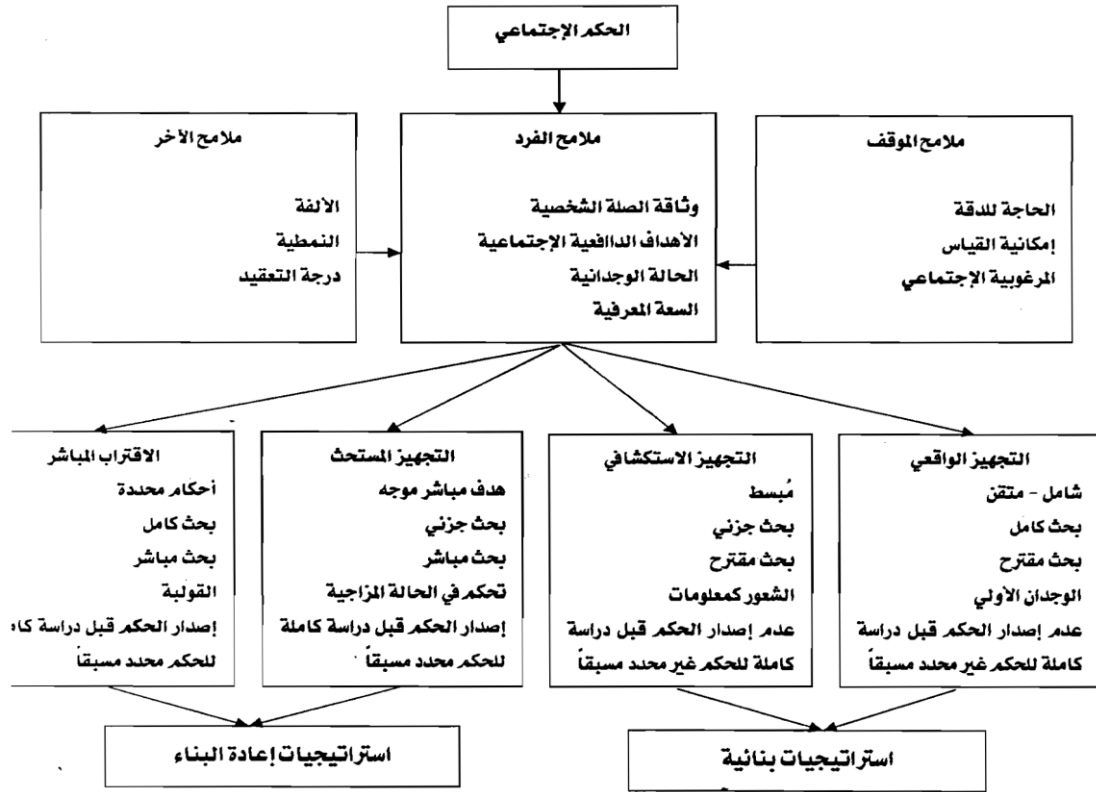 الحكم الإجتماعي
ملامح الموقف
الحاجة للدقة
إمكانية القياس
المرغوبية الإجتماعي
ملامح الفرد
وثاقة الصلة الشخصية
الأهداف الداافعية الإجتماعية
الحالة الوجدانية
السعة المعرفية
ملامح الآخر
الألفة
النمطية
درجة التعقيد
التجهيز الواقعي
شامل - متقن
بحث كامل
بحث مقترح
الوجدان الأولي
عدم إصدار الحكم قبل دراسة
كاملة للحكم غير محدد مسبقاً
التجهيز الاستكشافي
مُبسط
بحث جزني
بحث مقترح
الشعور كمعلومات
عدم إصدار الحكم قبل دراسة
كاملة للحكم غير محدد مسبقاً
التجهيز المستحث
هدف مباشر موجه
بحث جزني
بحث مباشر
تحكم في الحالة المزاجية
إصدار الحكم قبل دراسة كاملة
للحكم محدد مسبقاً
الاقتراب المباشر
أحكام محددة
بحث كامل
بحث مباشر
القولبة
إصدار الحكم قبل دراسة كام
للحكم محدد مسبقاً
استراتيجيات بنائية
استراتيجيات إعادة البناء